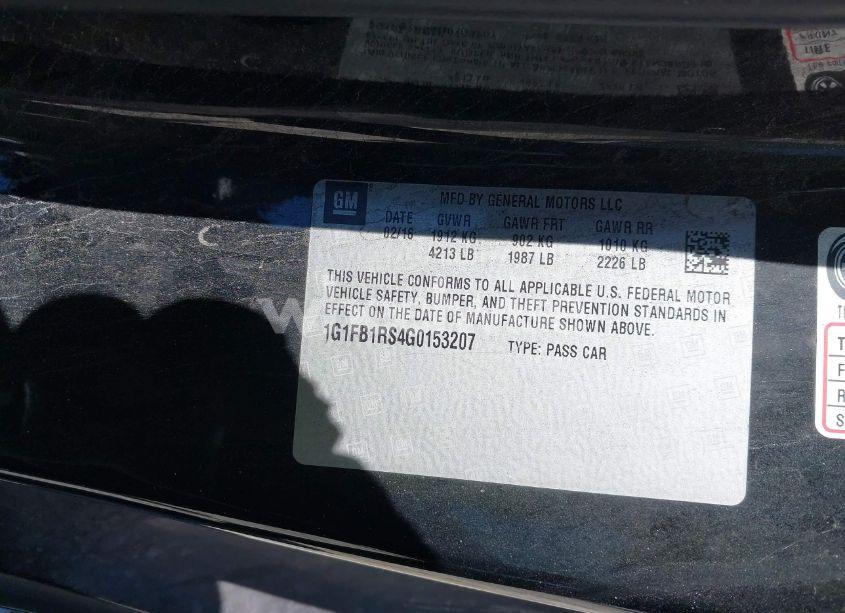 GM
MFD BY GENERAL MOTORS LLC
DATE GVWR GAWR FRT GAWR RR
02/16 1912 KG 902 KG 1010 KG
4213 LB 1987 LB 2226 LB
THIS VEHICLE CONFORMS TO ALL APPLICABLE U.S. FEDERAL MOTOR
VEHICLE SAFETY, BUMPER, AND THEFT PREVENTION STANDARDS IN
EFFECT ON THE DATE OF MANUFACTURE SHOWN ABOVE.
1G1FB1RS4G0153207 TYPE: PASS CAR